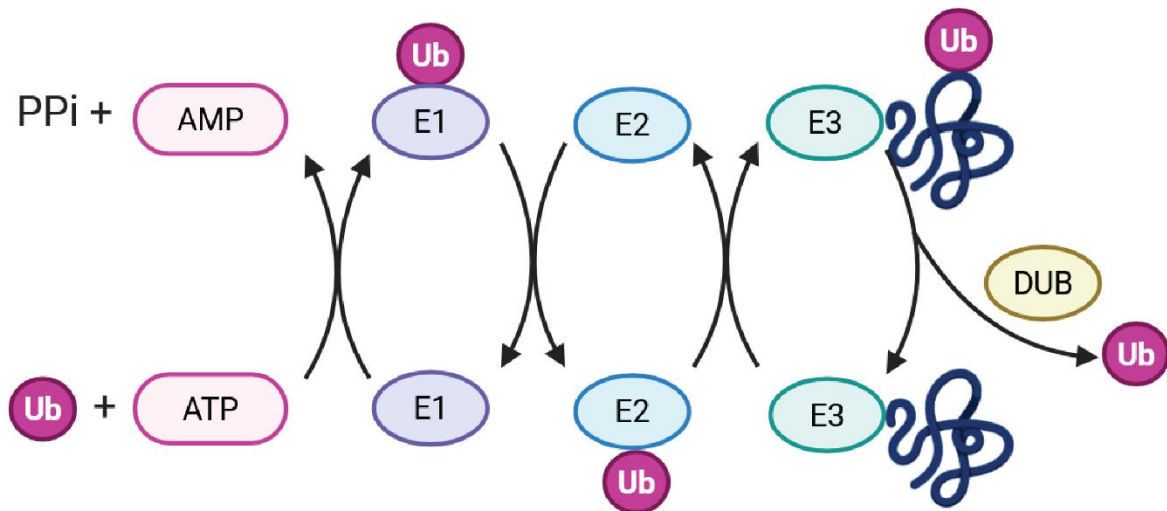 Ub
Ub
PPi + AMP
E1
E2
E3
DUB
Ub
Ub + ATP
E1
E2
E3
Ub